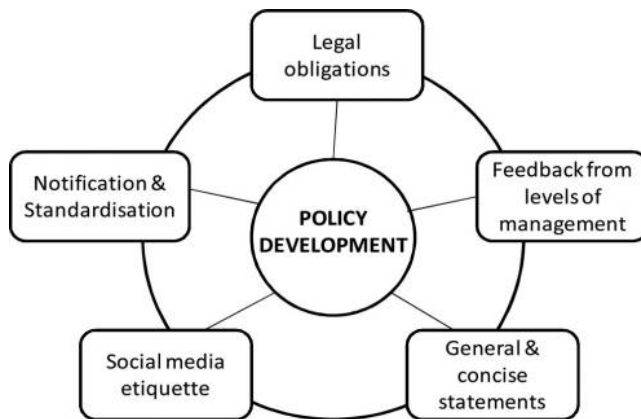 Legal
obligations
Notification &
Standardisation
Feedback from
levels of
management
POLICY
DEVELOPMENT
Social media
etiquette
General &
concise
statements